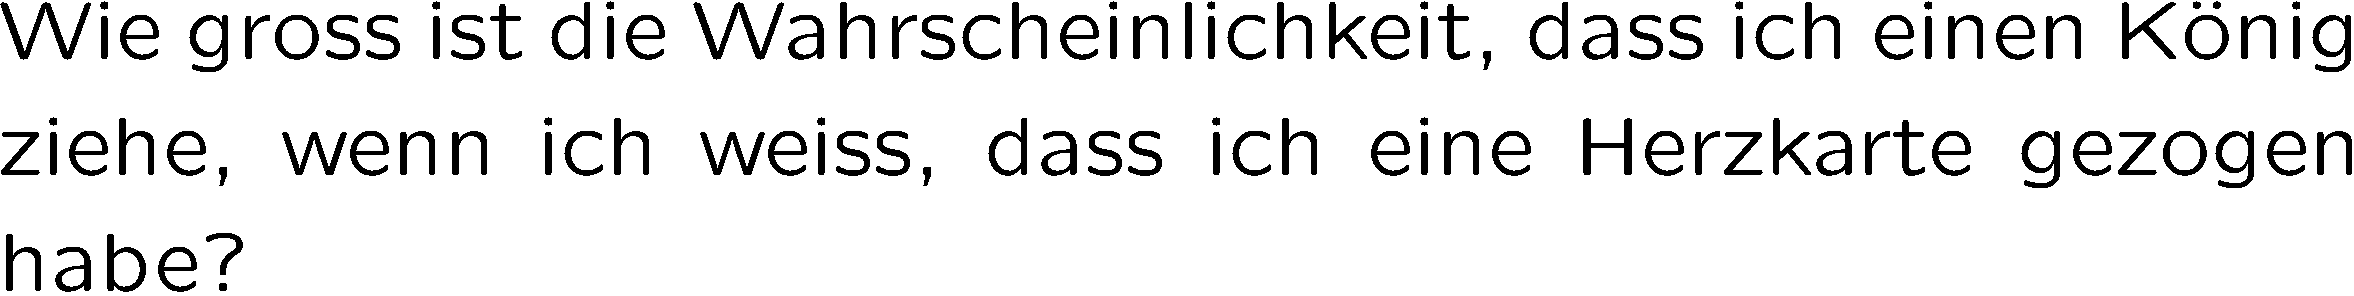 Wie gross ist die Wahrscheinlichkeit, dass ich einen König
ziehe, wenn ich weiss, dass ich eine Herzkarte gezogen
habe?